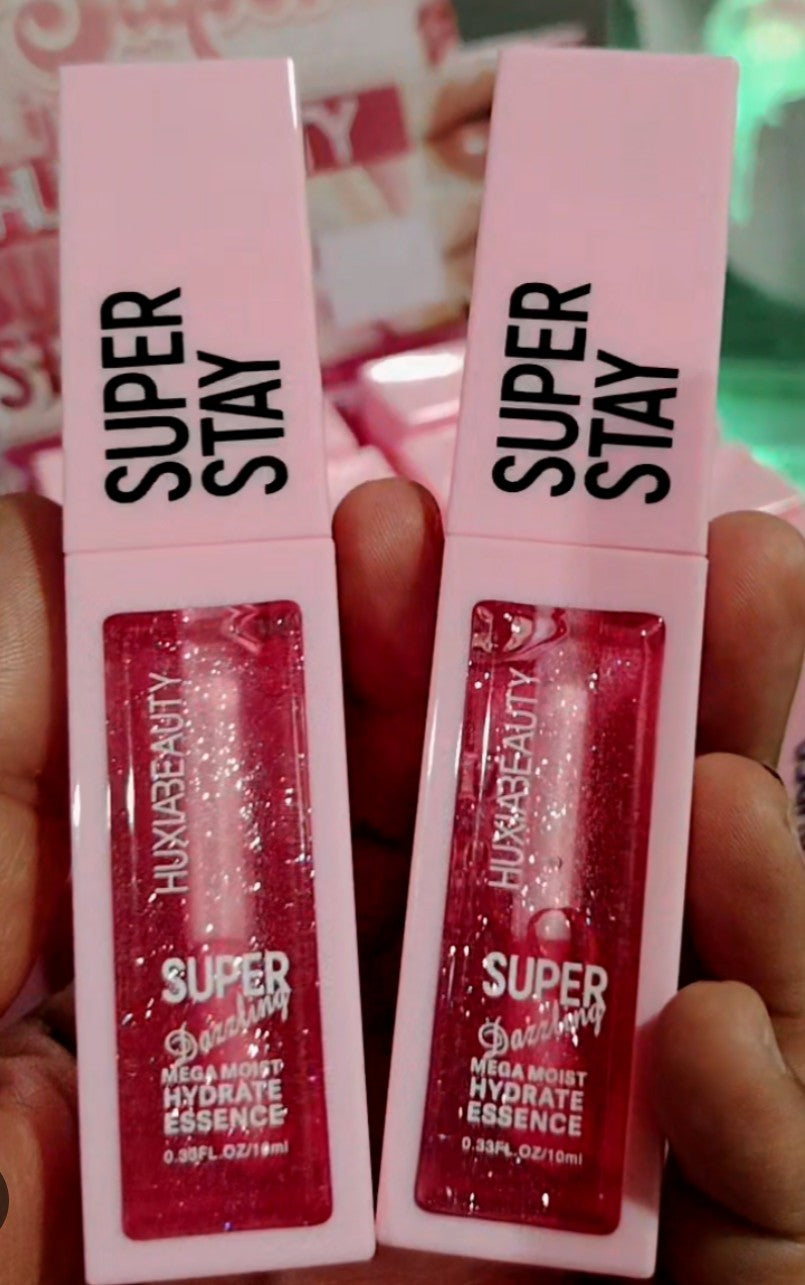 SUPER
STAY
HUXIABEAUTY
SUPER
Dazzling
MEGA MOIST
HYDRATE
ESSENCE
0.33FL.OZ/10ml
SUPER
STAY
HUXIABEAUTY
SUPER
Dazzling
MEGA MOIST
HYDRATE
ESSENCE
0.33FL.OZ/10ml